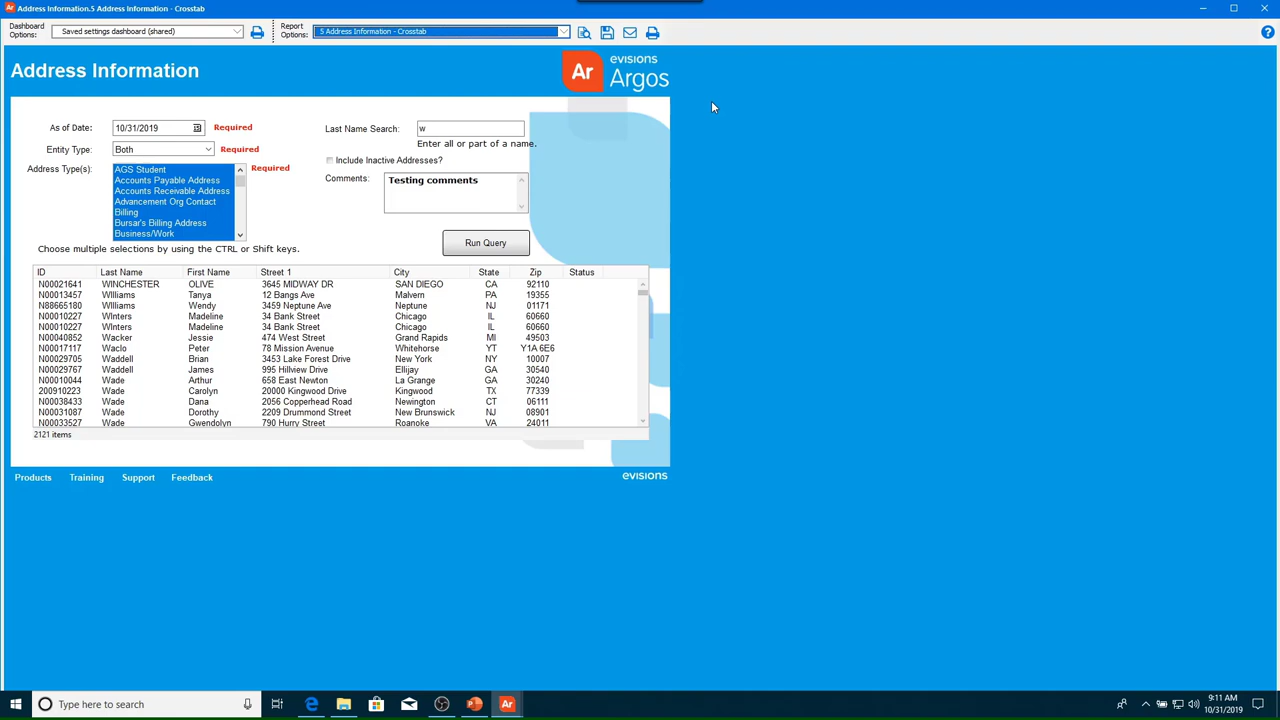 Address Information.5 Address Information - Crosstab
Dashboard Options: Saved settings dashboard (shared) Report Options: 5 Address Information - Crosstab
Address Information
Ar evisions Argos
As of Date: 10/31/2019 Required Last Name Search: w
Enter all or part of a name.
Entity Type: Both Required
Include Inactive Addresses?
Address Type(s): Required
AGS Student
Accounts Payable Address
Accounts Receivable Address
Advancement Org Contact
Billing
Bursar's Billing Address
Business/Work
Comments: Testing comments
Choose multiple selections by using the CTRL or Shift keys.
Run Query
ID Last Name First Name Street 1 City State Zip Status
N00021641 WINCHESTER OLIVE 3645 MIDWAY DR SAN DIEGO CA 92110
N00013457 WIlliams Tanya 12 Bangs Ave Malvern PA 19355
N88665180 WIlliams Wendy 3459 Neptune Ave Neptune NJ 01171
N00010227 WInters Madeline 34 Bank Street Chicago IL 60660
N00010227 WInters Madeline 34 Bank Street Chicago IL 60660
N00040852 Wacker Jessie 474 West Street Grand Rapids MI 49503
N00017117 Waclo Peter 78 Mission Avenue Whitehorse YT Y1A 6E6
N00029705 Waddell Brian 3453 Lake Forest Drive New York NY 10007
N00029767 Waddell James 995 Hillview Drive Ellijay GA 30540
N00010044 Wade Arthur 658 East Newton La Grange GA 30240
200910223 Wade Carolyn 20000 Kingwood Drive Kingwood TX 77339
N00038433 Wade Dana 2056 Copperhead Road Newington CT 06111
N00031087 Wade Dorothy 2209 Drummond Street New Brunswick NJ 08901
N00033527 Wade Gwendolyn 790 Hurry Street Roanoke VA 24011
2121 items
Products Training Support Feedback evisions
Type here to search
Ar
9:11 AM
10/31/2019